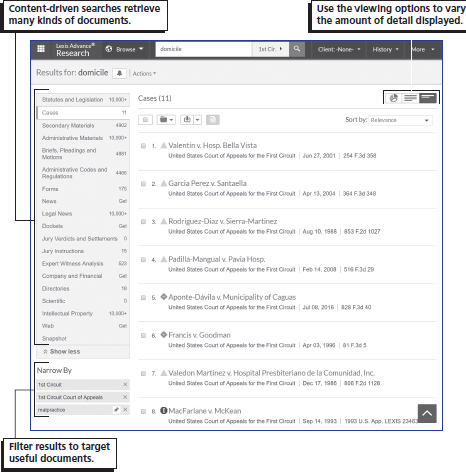 Content-driven searches retrieve
many kinds of documents.
Use the viewing options to vary
the amount of detail displayed.
Lexis Advance®
Research
Browse
domicile
1st Cir.
Client: -None-
History
More
Results for: domicile
Actions
Statutes and Legislation 10,000+
Cases 11
Secondary Materials 4902
Administrative Materials 10,000+
Briefs, Pleadings and
Motions 4881
Administrative Codes and
Regulations 4466
Forms 175
News Get
Legal News 10,000+
Dockets Get
Jury Verdicts and Settlements 0
Jury Instructions 16
Expert Witness Analysis 523
Company and Financial Get
Directories 18
Scientific 0
Intellectual Property 10,000+
Web Get
Snapshot
Show less
Narrow By
1st Circuit
1st Circuit Court of Appeals
malpractice
Cases (11)
Sort by: Relevance
1. Valentin v. Hosp. Bella Vista
United States Court of Appeals for the First Circuit | Jun 27, 2001 | 254 F.3d 358
2. Garcia Perez v. Santaella
United States Court of Appeals for the First Circuit | Apr 13, 2004 | 364 F.3d 348
3. Rodriguez-Diaz v. Sierra-Martinez
United States Court of Appeals for the First Circuit | Aug 10, 1988 | 853 F.2d 1027
4. Padilla-Mangual v. Pavia Hosp.
United States Court of Appeals for the First Circuit | Feb 14, 2008 | 516 F.3d 29
5. Aponte-Dávila v. Municipality of Caguas
United States Court of Appeals for the First Circuit | Jul 08, 2016 | 828 F.3d 40
6. Francis v. Goodman
United States Court of Appeals for the First Circuit | Apr 03, 1996 | 81 F.3d 5
7. Valedon Martinez v. Hospital Presbiteriano de la Comunidad, Inc.
United States Court of Appeals for the First Circuit | Dec 17, 1986 | 806 F.2d 1128
8. MacFarlane v. McKean
United States Court of Appeals for the First Circuit | Sep 14, 1993 | 1993 U.S. App. LEXIS
Filter results to target
useful documents.